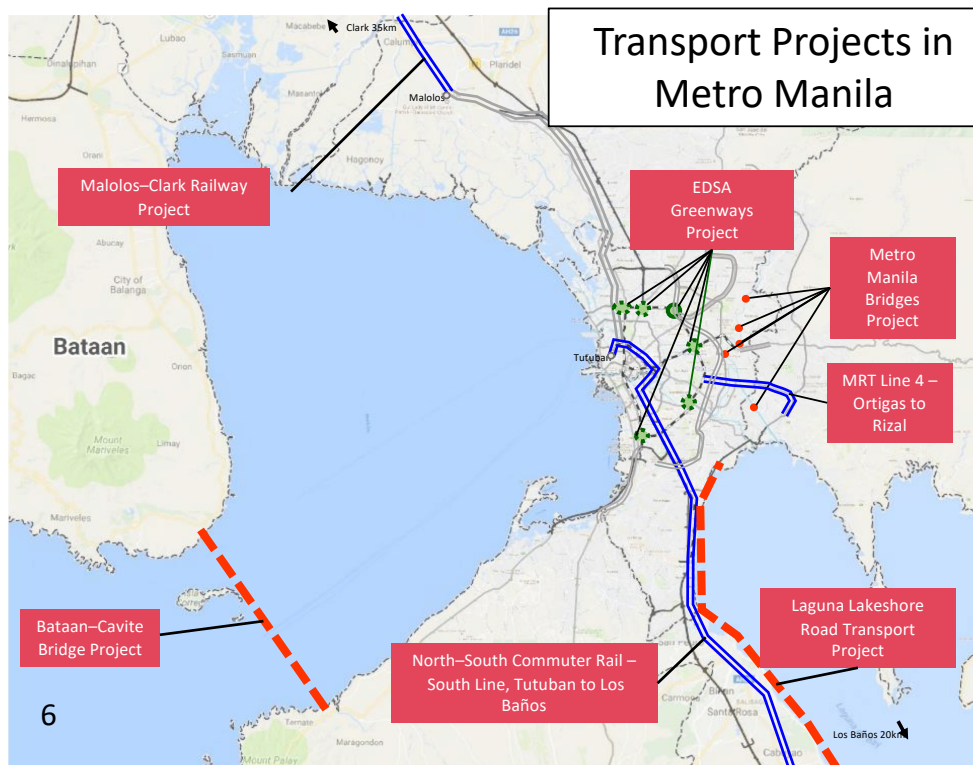 Transport Projects in
Metro Manila
Macabebe
Clark 35km
Calumpit
AH26
Plaridel
Lubao
Sasmuan
Dinalupihan
Masantol
Malolos
Hermosa
Orani
Hagonoy
Samal
Malolos–Clark Railway
Project
EDSA
Greenways
Project
Metro
Manila
Bridges
Project
Abucay
City of
Balanga
Bataan
Orion
Tutuban
Bagac
MRT Line 4 –
Ortigas to
Rizal
Mount
Mariveles
Limay
Mariveles
Bataan–Cavite
Bridge Project
Laguna Lakeshore
Road Transport
Project
North–South Commuter Rail –
South Line, Tutuban to Los
Baños
Carmona
Biñan
Santa Rosa
Ternate
Maragondon
Laguna
Los Baños 20km
Mount Palay
6